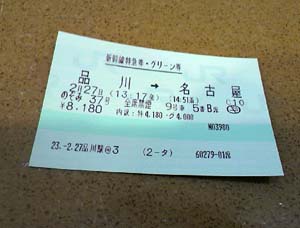 新幹線特急券・グリーン券
品川 → 名古屋
2月27日 (13:17発) (14:51着) C10
のぞみ 37号 全席禁煙 9号車 5番B席
¥8,180 内訳:特4,180・グ4,000
23.-2.27品川駅 3 (2-タ) 60279-01